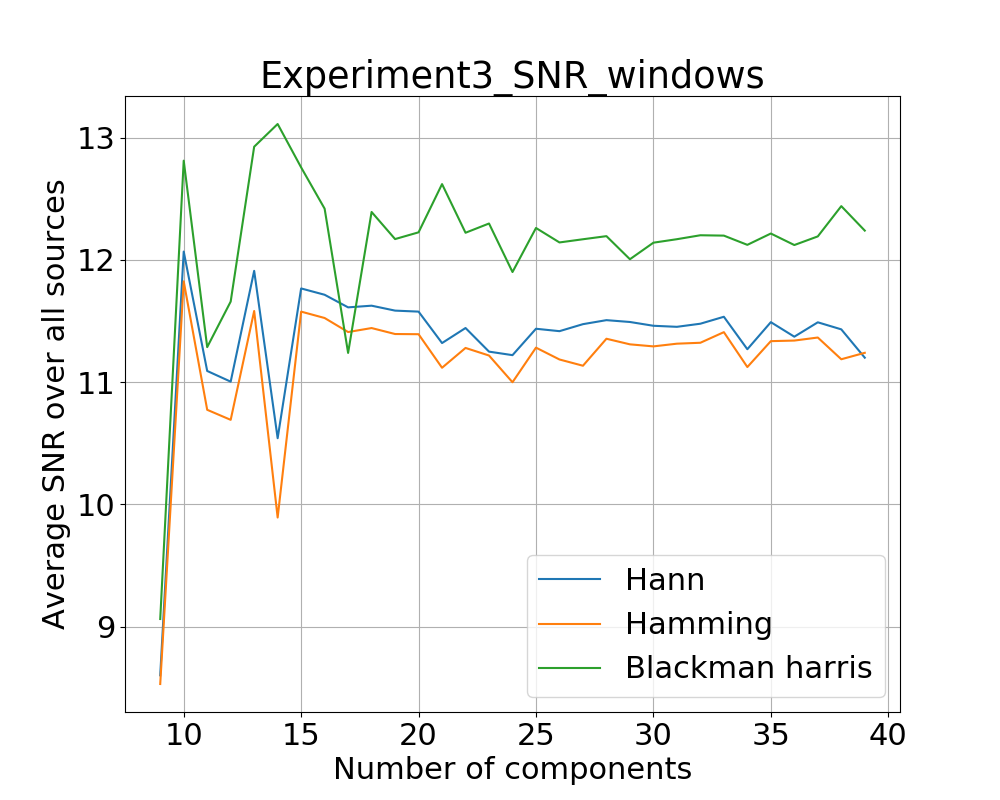 Experiment3_SNR_windows
Average SNR over all sources
13
12
11
10
9
Hann
Hamming
Blackman harris
10 15 20 25 30 35 40
Number of components